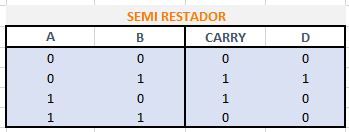 SEMI RESTADOR
A B CARRY D
0 0 0 0
0 1 1 1
1 0 1 0
1 1 0 0